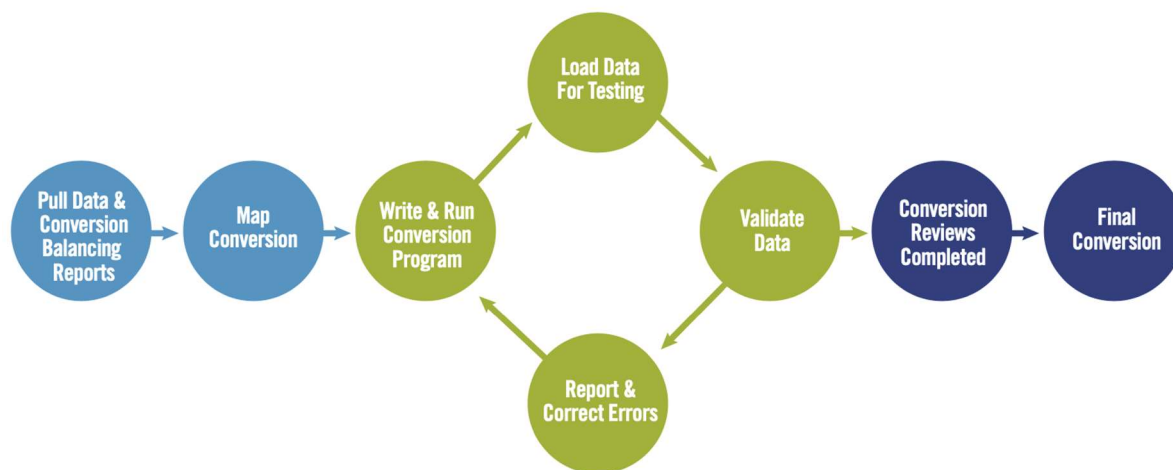 Load Data
For Testing
Pull Data &
Conversion
Balancing
Reports
Map
Conversion
Write & Run
Conversion
Program
Validate
Data
Conversion
Reviews
Completed
Final
Conversion
Report &
Correct Errors